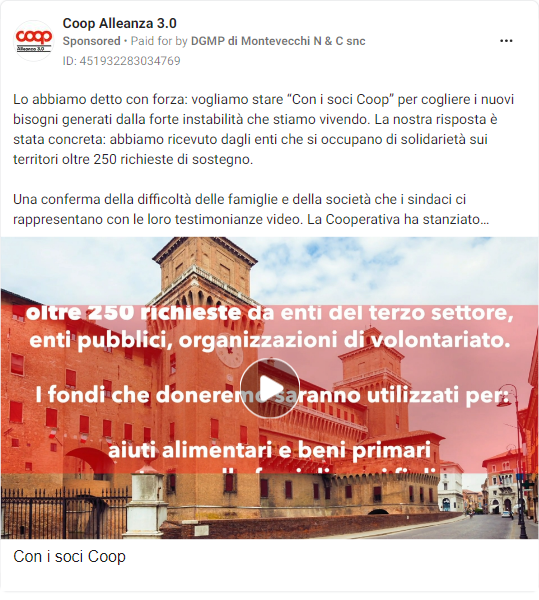 coop
Alleanza 3.0
Coop Alleanza 3.0
Sponsored • Paid for by DGMP di Montevecchi N & C snc
ID: 451932283034769
Lo abbiamo detto con forza: vogliamo stare “Con i soci Coop” per cogliere i nuovi
bisogni generati dalla forte instabilità che stiamo vivendo. La nostra risposta è
stata concreta: abbiamo ricevuto dagli enti che si occupano di solidarietà sui
territori oltre 250 richieste di sostegno.
Una conferma della difficoltà delle famiglie e della società che i sindaci ci
rappresentano con le loro testimonianze video. La Cooperativa ha stanziato…
oltre 250 richieste da enti del terzo settore,
enti pubblici, organizzazioni di volontariato.
I fondi che doneremo saranno utilizzati per:
aiuti alimentari e beni primari
Con i soci Coop